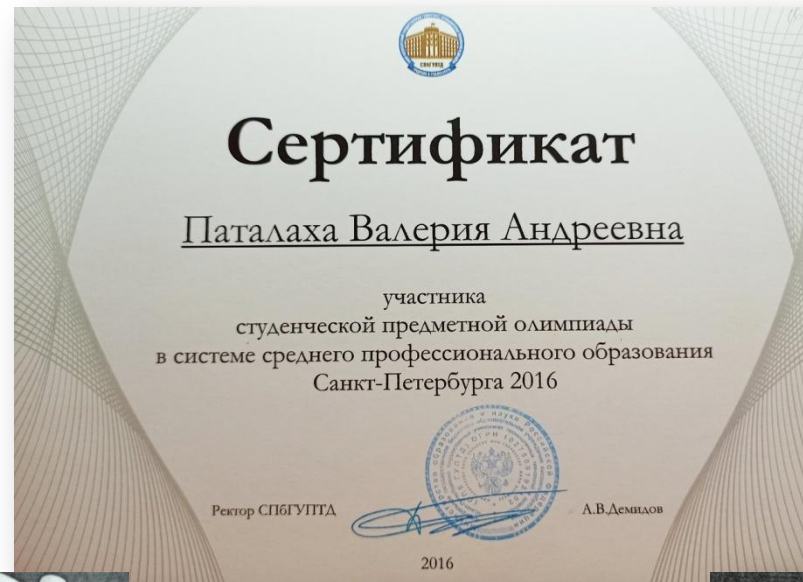 СПБГУПТД
Сертификат
Паталаха Валерия Андреевна
участника
студенческой предметной олимпиады
в системе среднего профессионального образования
Санкт-Петербурга 2016
Ректор СПбГУПТД
А.В.Демидов
2016